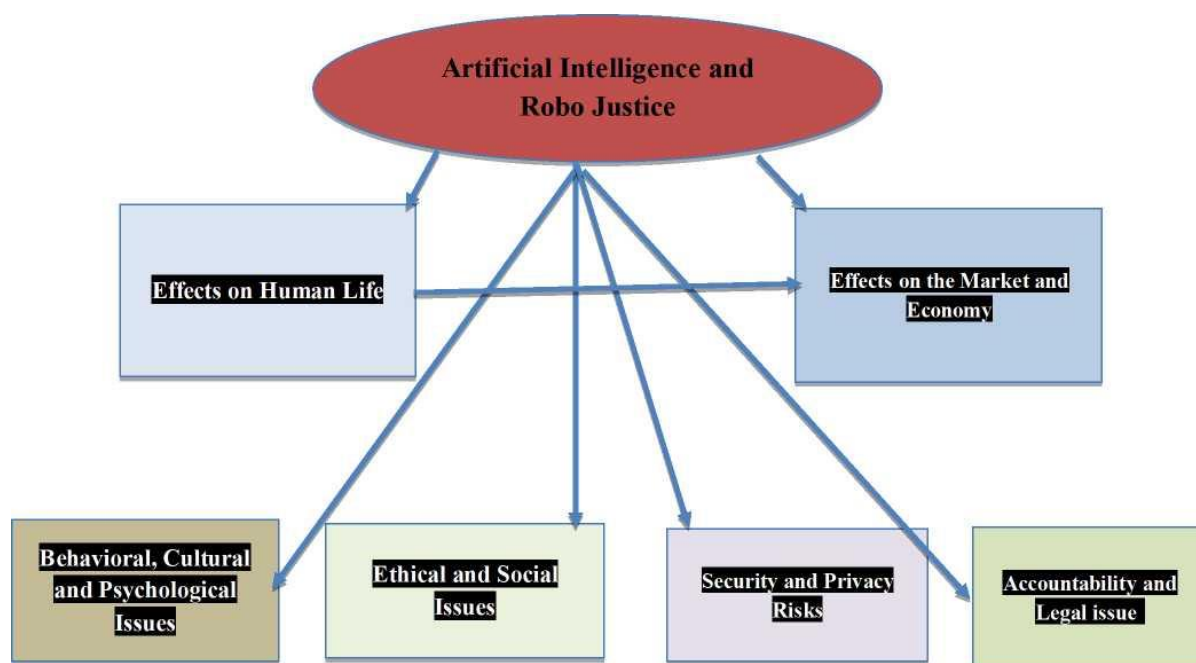 Artificial Intelligence and
Robo Justice
Effects on Human Life
Effects on the Market and
Economy
Behavioral, Cultural
and Psychological
Issues
Ethical and Social
Issues
Security and Privacy
Risks
Accountability and
Legal issue